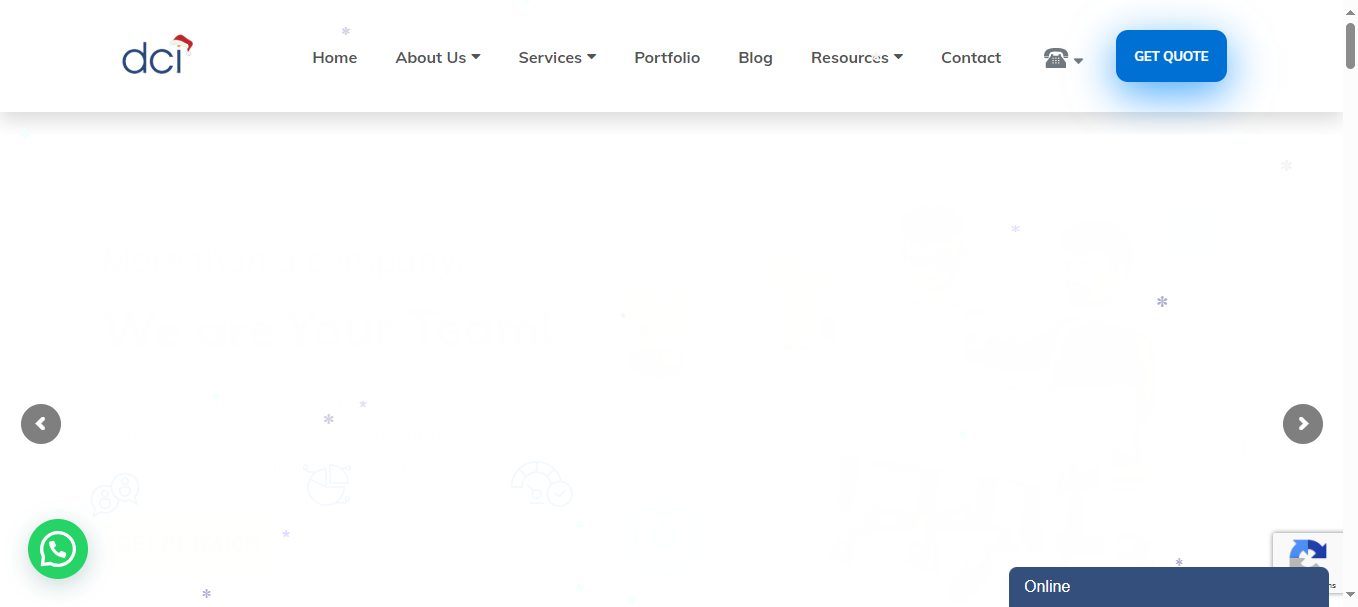 dci
Home About Us Services Portfolio Blog Resources Contact GET QUOTE
We are Your Team!
Online